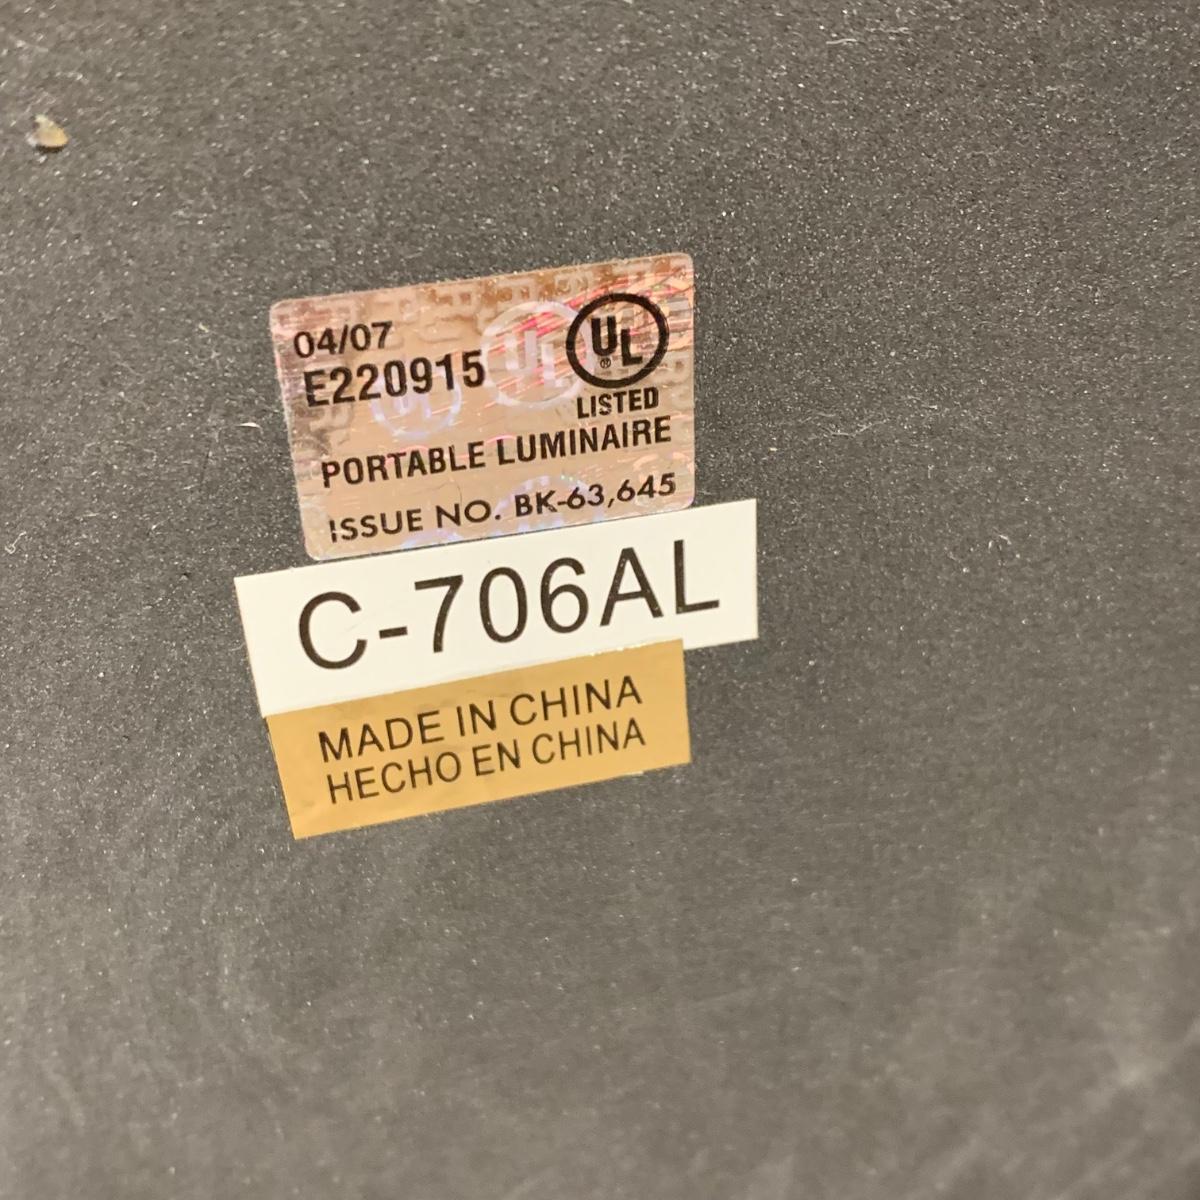 04/07
E220915
UL
®
LISTED
PORTABLE LUMINAIRE
ISSUE NO. BK-63,645
C-706AL
MADE IN CHINA
HECHO EN CHINA